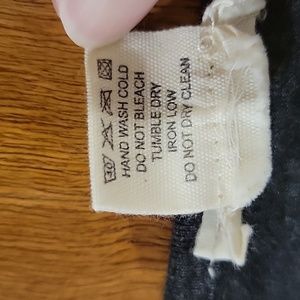 HAND WASH COLD
DO NOT BLEACH
TUMBLE DRY
IRON LOW
DO NOT DRY CLEAN